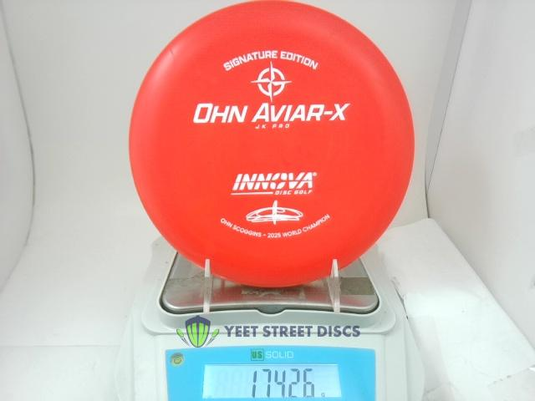 SIGNATURE EDITION
OHN AVIAR-X
JK PRO
INNOVA®
DISC GOLF
OHN SCOGGINS • 2025 WORLD CHAMPION
YEET STREET DISCS
US SOLID
174.26